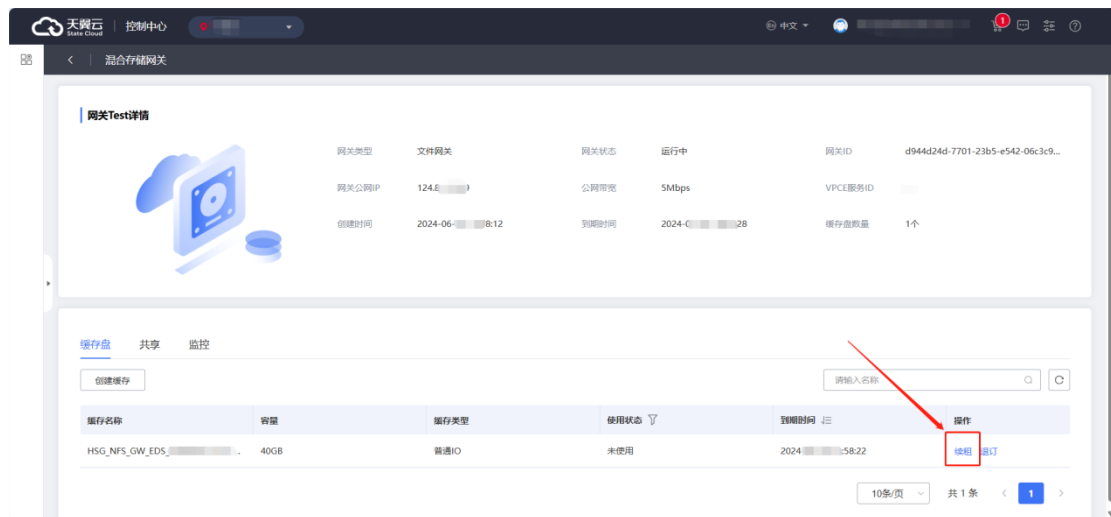 天翼云 State Cloud 控制中心 中文 1
混合存储网关
网关Test详情
网关类型 文件网关 网关状态 运行中 网关ID d944d24d-7701-23b5-e542-06c3c9...
网关公网IP 124.8 公网带宽 5Mbps VPCE服务ID
创建时间 2024-06- 8:12 到期时间 2024-0 28 缓存盘数量 1个
缓存盘 共享 监控
创建缓存 请输入名称
缓存名称 容量 缓存类型 使用状态 到期时间 操作
HSG_NFS_GW_EDS_ . 40GB 普通IO 未使用 2024 :58:22 续租 退订
10条/页 共 1 条 1